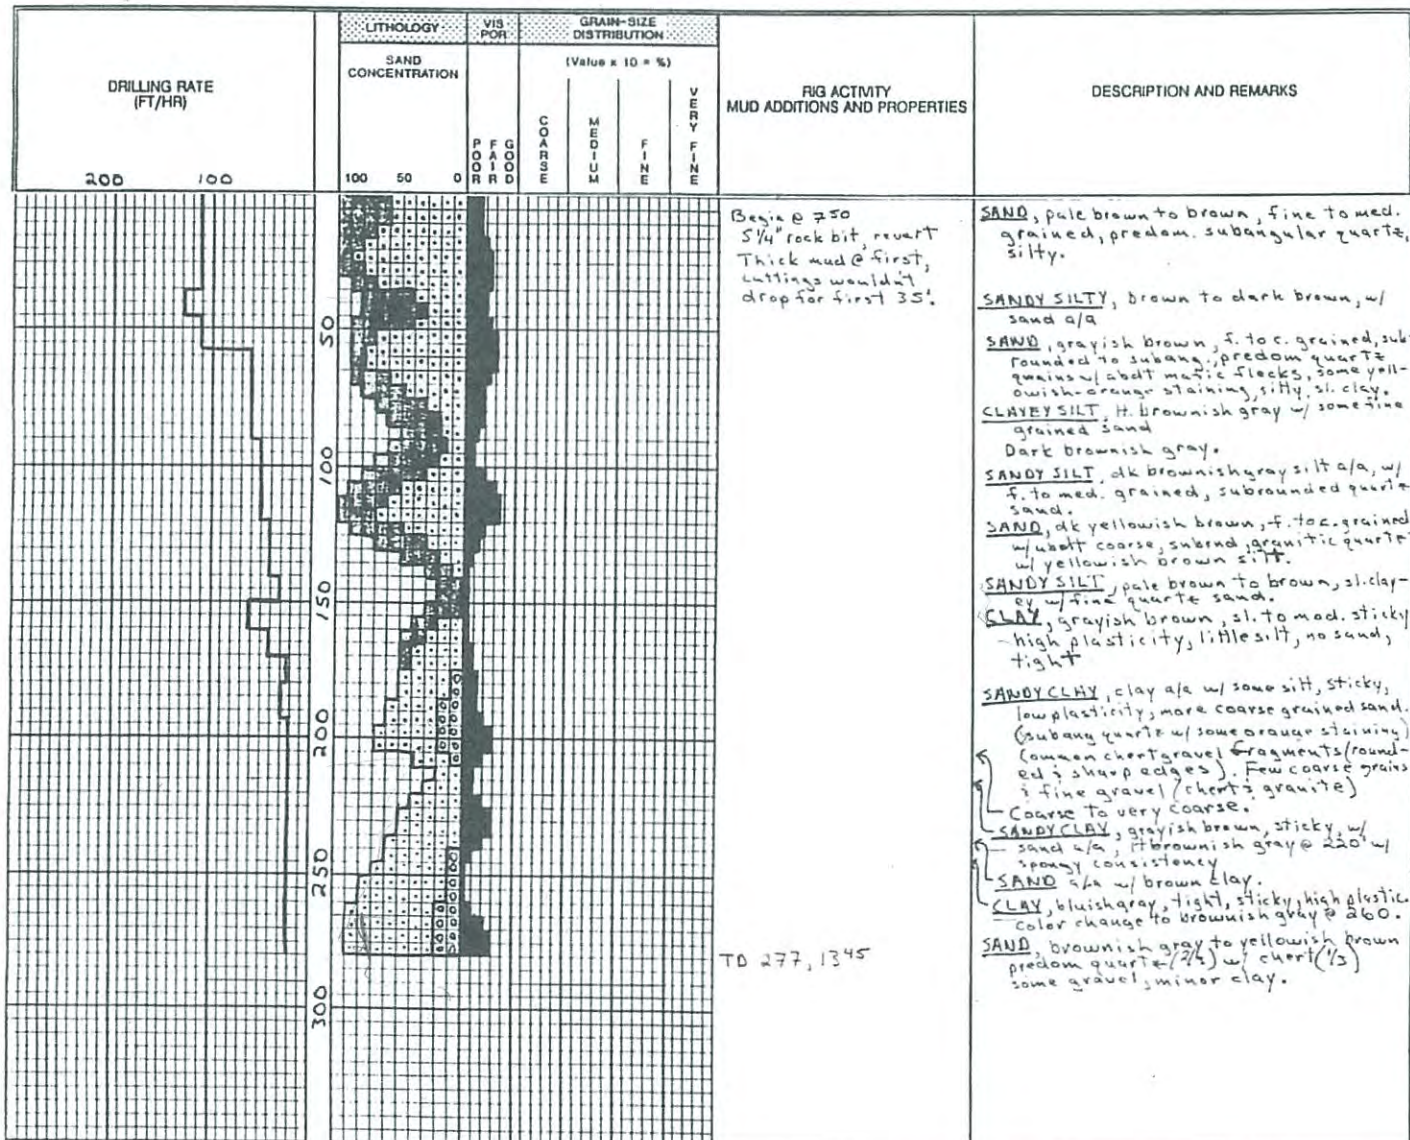 LITHOLOGY
VIS
POR
GRAIN-SIZE
DISTRIBUTION
DRILLING RATE
(FT/HR)
SAND
CONCENTRATION
(Value x 10 = %)
RIG ACTIVITY
MUD ADDITIONS AND PROPERTIES
DESCRIPTION AND REMARKS
POOR
FAIR
GOOD
COARSE
MEDIUM
FINE
VERY FINE
200 100
100 50 0
50
100
150
200
250
300
Begin @ 750
5 1/4" rock bit, revert
Thick mud @ first,
cuttings wouldn't
drop for first 35'.
TD 277, 1345
SAND, pale brown to brown, fine to med.
grained, predom. subangular quartz,
silty.
SANDY SILTY, brown to dark brown, w/
sand a/a
SAND, grayish brown, f. to c. grained, sub
rounded to subang., predom quartz
grains w/ abdt mafic flecks, some yell-
owish-orange staining, silty, sl. clay.
CLAYEY SILT, lt. brownish gray w/ some fine
grained sand
Dark brownish gray.
SANDY SILT, dk brownish gray silt a/a, w/
f. to med. grained, subrounded quartz
sand.
SAND, dk yellowish brown, f. to c. grained
w/ abdt coarse, subrnd, granitic quartz
w/ yellowish brown silt.
SANDY SILT, pale brown to brown, sl. clay-
ey w/ fine quartz sand.
CLAY, grayish brown, sl. to mod. sticky
high plasticity, little silt, no sand,
tight
SANDY CLAY, clay a/a w/ some silt, sticky,
low plasticity, more coarse grained sand.
(subang quartz w/ some orange staining)
Common chert gravel fragments (round-
ed & sharp edges). Few coarse grains
& fine gravel (chert & granite)
Coarse to very coarse.
SANDY CLAY, grayish brown, sticky, w/
sand a/a, lt brownish gray @ 220' w/
spongy consistency
SAND a/a w/ brown clay.
CLAY, bluish gray, tight, sticky, high plastic.
color change to brownish gray @ 260.
SAND, brownish gray to yellowish brown
predom quartz w/ chert (1/3)
some gravel, minor clay.